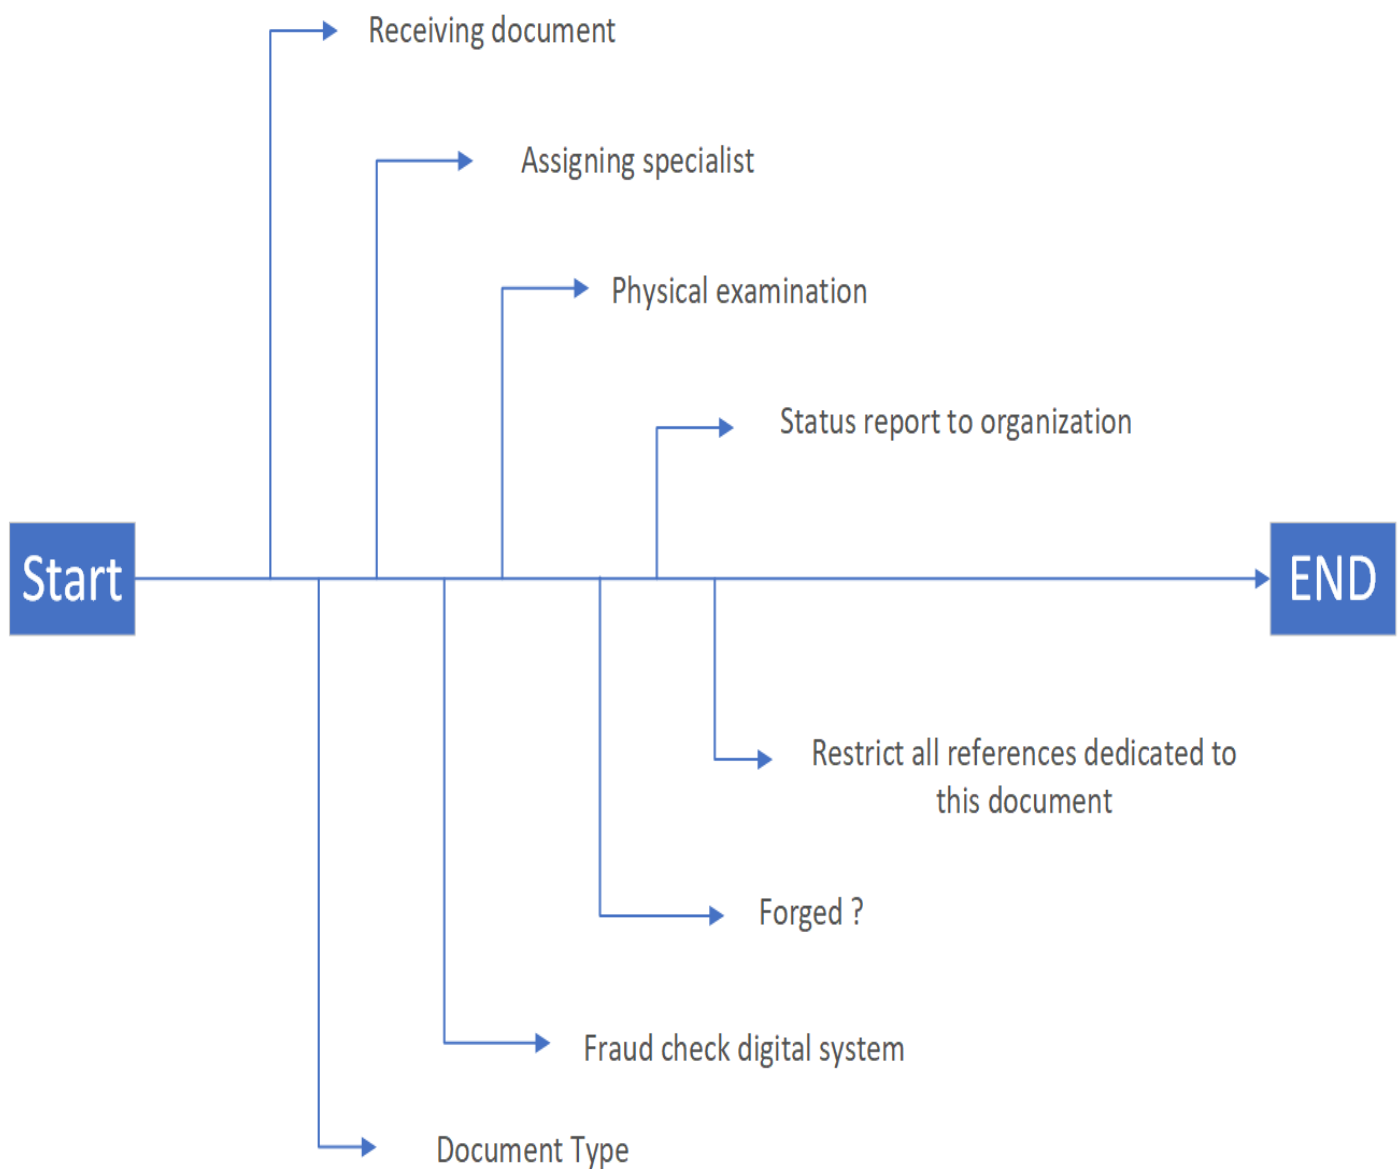 Receiving document
Assigning specialist
Physical examination
Status report to organization
Start
END
Restrict all references dedicated to
this document
Forged ?
Fraud check digital system
Document Type